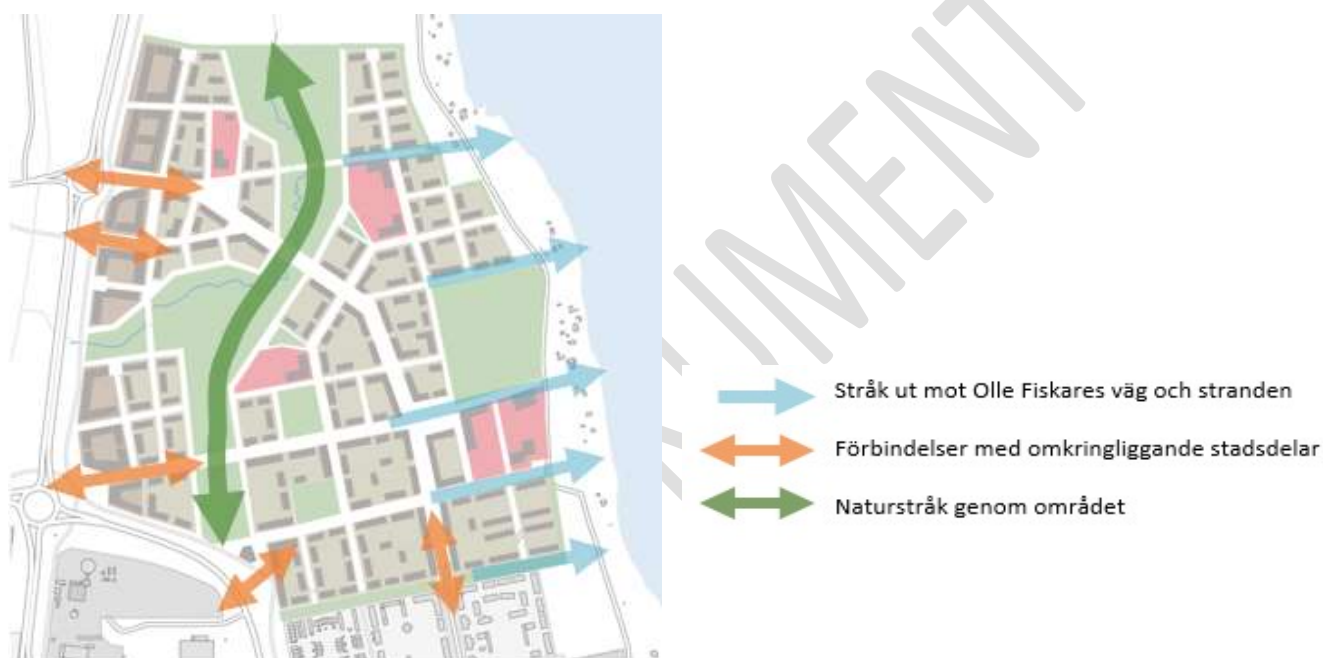 Stråk ut mot Olle Fiskares väg och stranden
Förbindelser med omkringliggande stadsdelar
Naturstråk genom området